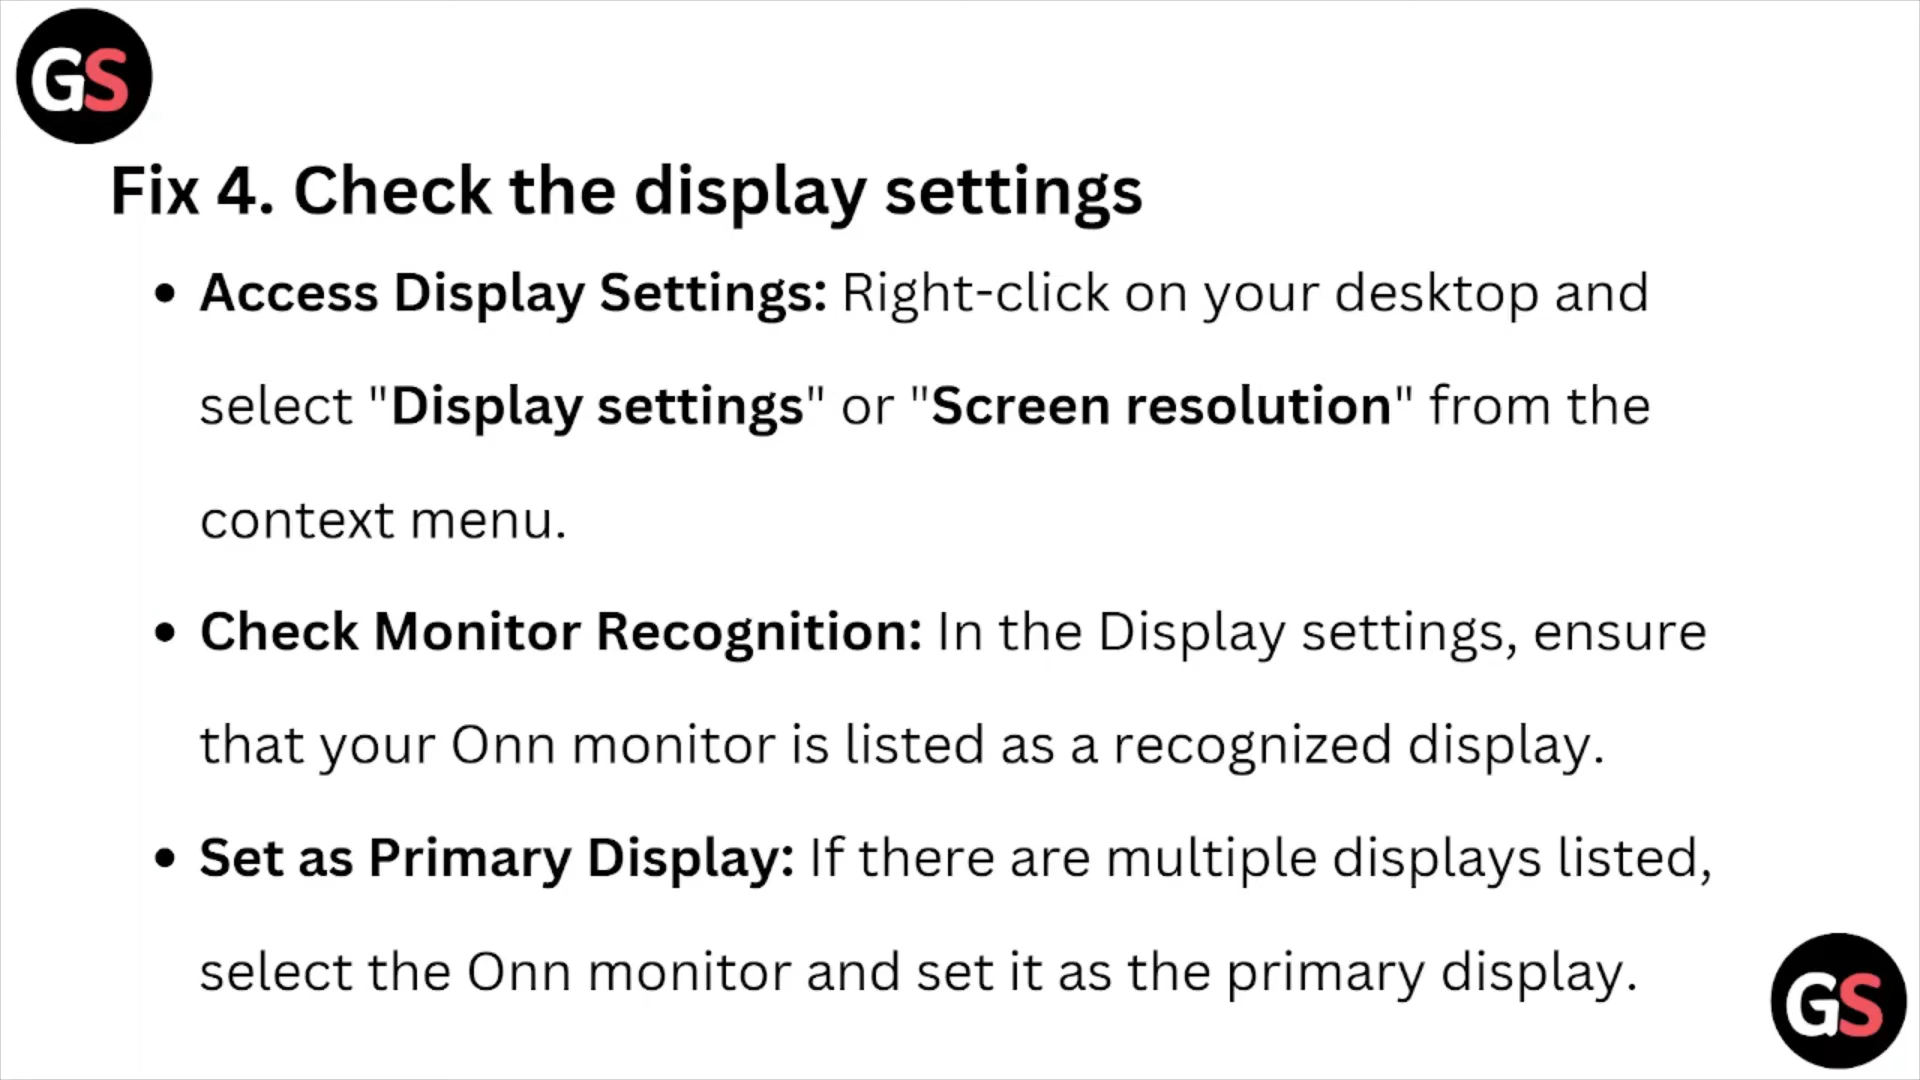 GS
Fix 4. Check the display settings
• Access Display Settings: Right-click on your desktop and
select "Display settings" or "Screen resolution" from the
context menu.
• Check Monitor Recognition: In the Display settings, ensure
that your Onn monitor is listed as a recognized display.
• Set as Primary Display: If there are multiple displays listed,
select the Onn monitor and set it as the primary display.
GS